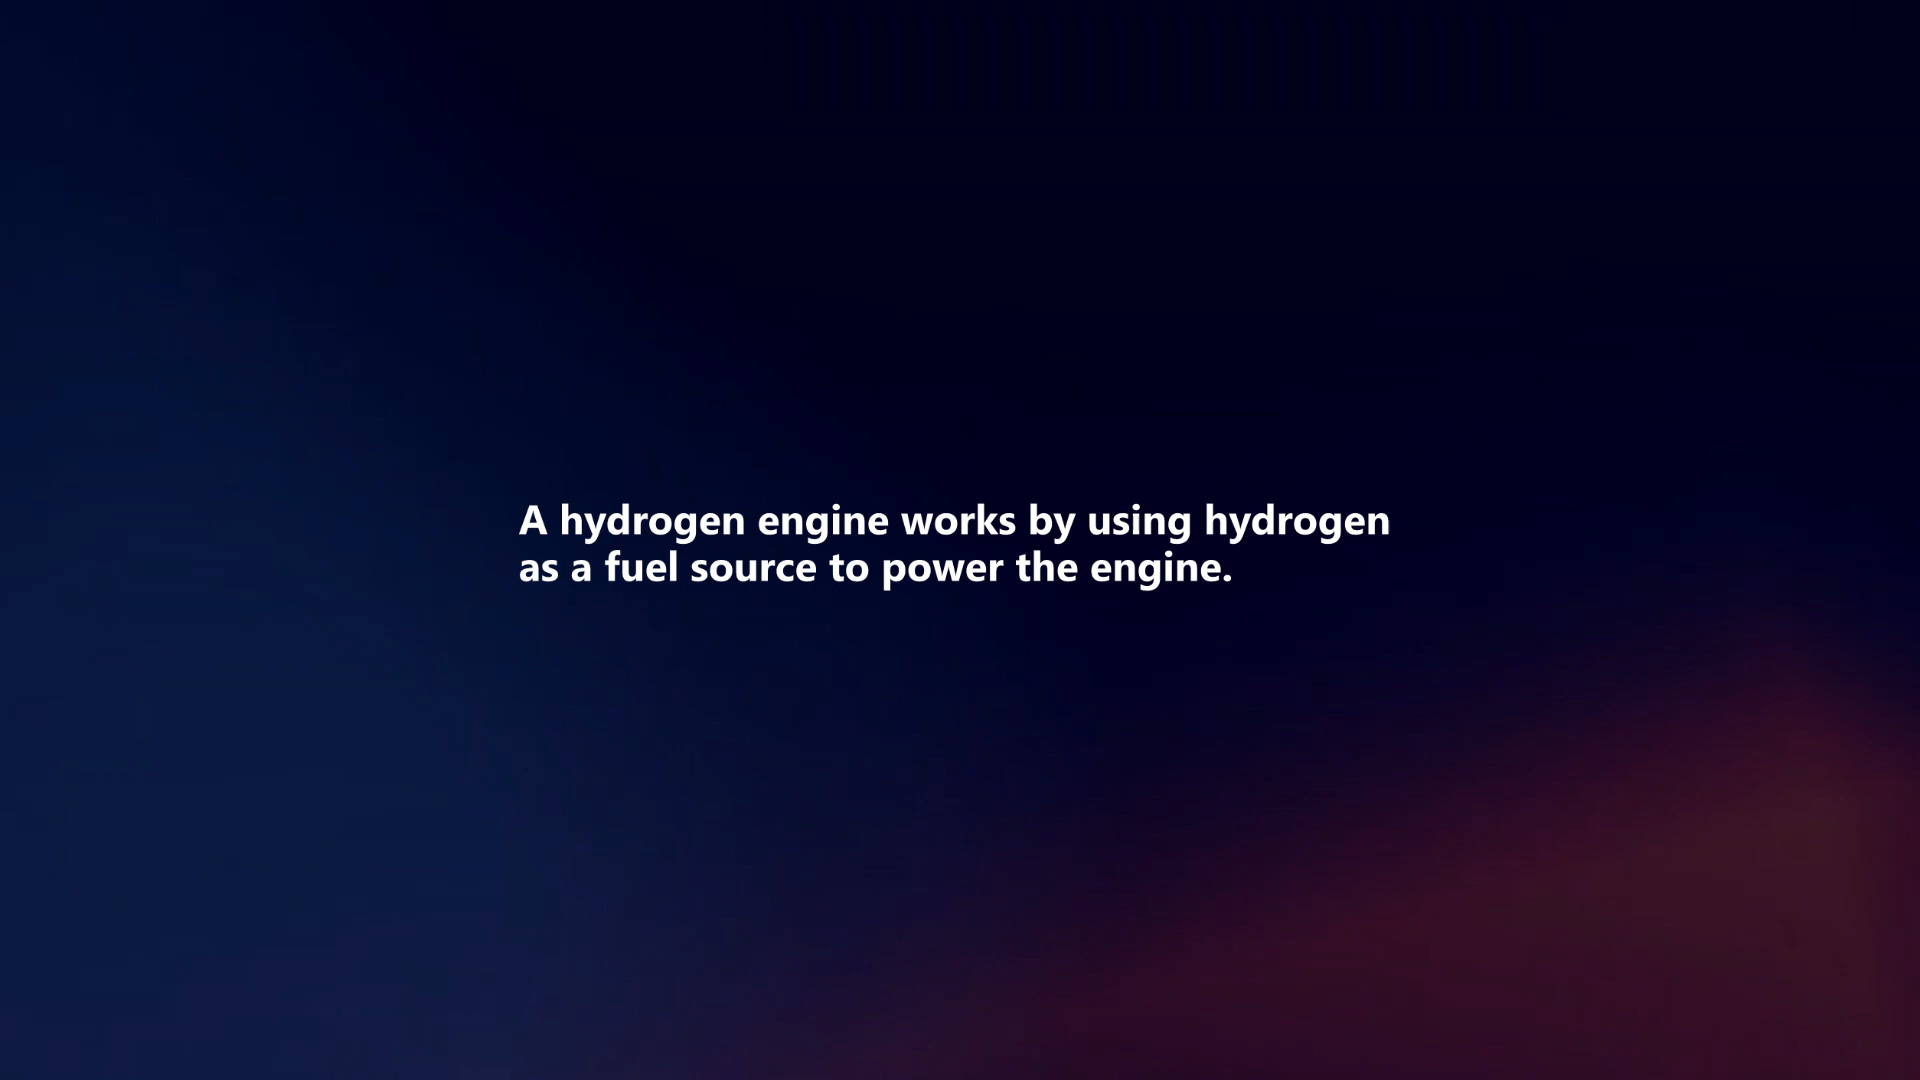 A hydrogen engine works by using hydrogen
as a fuel source to power the engine.